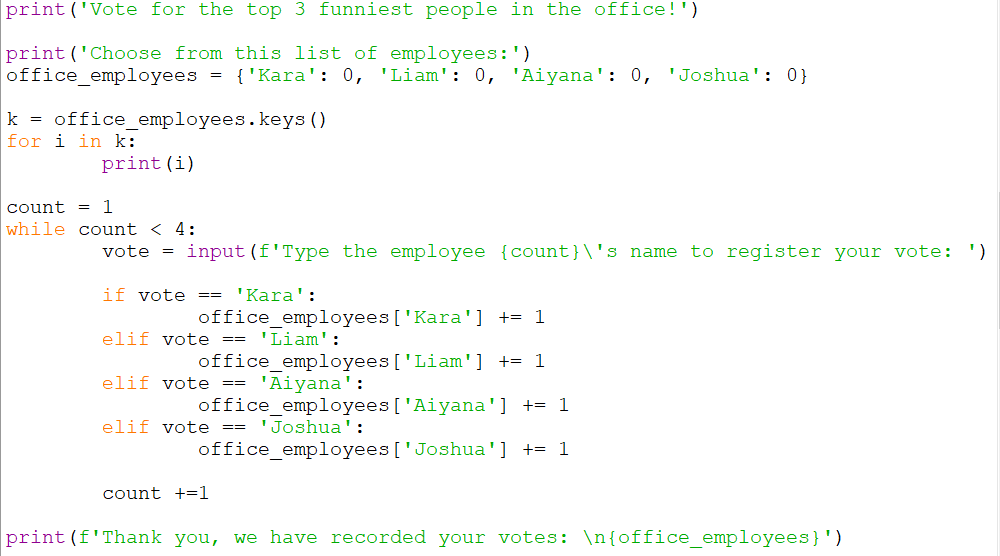 print('Vote for the top 3 funniest people in the office!')
print('Choose from this list of employees:')
office_employees = {'Kara': 0, 'Liam': 0, 'Aiyana': 0, 'Joshua': 0}
k = office_employees.keys()
for i in k:
print(i)
count = 1
while count < 4:
vote = input(f'Type the employee {count}\'s name to register your vote: ')
if vote == 'Kara':
office_employees['Kara'] += 1
elif vote == 'Liam':
office_employees['Liam'] += 1
elif vote == 'Aiyana':
office_employees['Aiyana'] += 1
elif vote == 'Joshua':
office_employees['Joshua'] += 1
count +=1
print(f'Thank you, we have recorded your votes: \n{office_employees}')